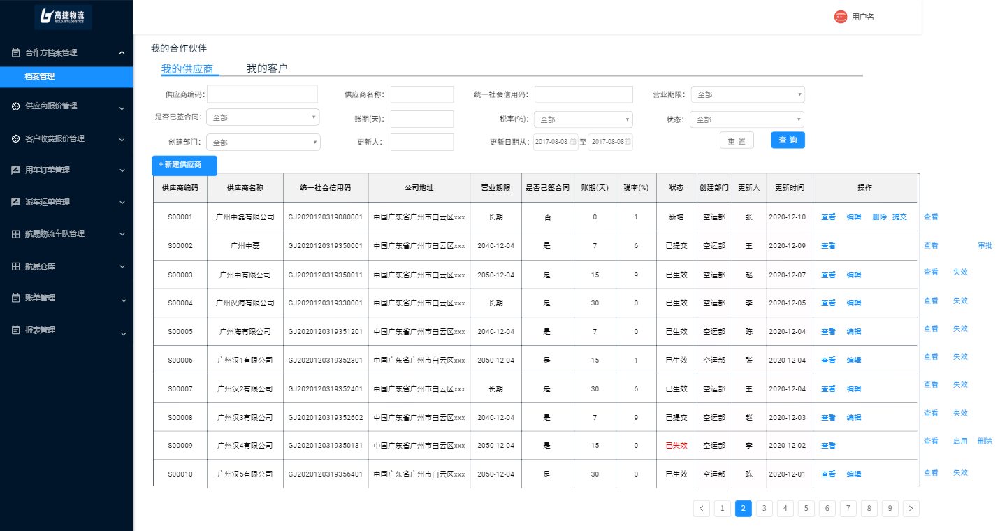 高捷物流
GOLDJET LOGISTICS
用户名
合作方档案管理
档案管理
供应商报价管理
客户收费报价管理
用车订单管理
派车运单管理
航晟物流车队管理
航晟仓库
账单管理
报表管理
我的合作伙伴
我的供应商 我的客户
供应商编码: 供应商名称: 统一社会信用码: 营业期限: 全部
是否已签合同: 全部 账期(天): 税率(%): 全部 状态: 全部
创建部门: 全部 更新人: 更新日期从: 2017-08-08 至 2017-08-08 重 置 查 询
+ 新建供应商
供应商编码 供应商名称 统一社会信用码 公司地址 营业期限 是否已签合同 账期(天) 税率(%) 状态 创建部门 更新人 更新时间 操作
S00001 广州中磊有限公司 GJ2020120319080001 中国广东省广州市白云区xxx 长期 否 0 1 新增 空运部 张 2020-12-10 查看 编辑 删除 提交 查看
S00002 广州中磊 GJ2020120319350001 中国广东省广州市白云区xxx 2040-12-04 是 7 6 已提交 空运部 王 2020-12-09 查看 查看 审批
S00003 广州中有限公司 GJ2020120319350011 中国广东省广州市白云区xxx 2050-12-04 是 15 9 已生效 空运部 赵 2020-12-07 查看 编辑 查看 失效
S00004 广州汉海有限公司 GJ2020120319330001 中国广东省广州市白云区xxx 长期 是 30 0 已生效 空运部 李 2020-12-05 查看 编辑 查看 失效
S00005 广州海有限公司 GJ2020120319351201 中国广东省广州市白云区xxx 2040-12-04 是 7 0 已生效 空运部 陈 2020-12-04 查看 编辑 查看 失效
S00006 广州汉1有限公司 GJ2020120319352301 中国广东省广州市白云区xxx 2050-12-04 是 15 1 已生效 空运部 张 2020-12-04 查看 编辑 查看 失效
S00007 广州汉2有限公司 GJ2020120319352401 中国广东省广州市白云区xxx 长期 是 30 6 已生效 空运部 王 2020-12-04 查看 编辑 查看 失效
S00008 广州汉3有限公司 GJ2020120319352602 中国广东省广州市白云区xxx 2040-12-04 是 7 9 已提交 空运部 赵 2020-12-03 查看 编辑 查看 失效
S00009 广州汉4有限公司 GJ2020120319350131 中国广东省广州市白云区xxx 2050-12-04 是 15 0 已失效 空运部 李 2020-12-02 查看 查看 启用 删除
S00010 广州汉5有限公司 GJ2020120319356401 中国广东省广州市白云区xxx 2050-12-04 是 30 0 已生效 空运部 陈 2020-12-01 查看 编辑 查看 失效
< 1 2 3 4 5 6 7 8 9 >